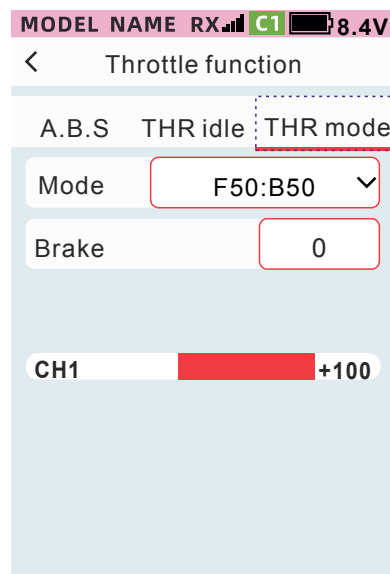 MODEL NAME RX C1 8.4V
Throttle function
A.B.S THR idle THR mode
Mode F50:B50
Brake 0
CH1 +100